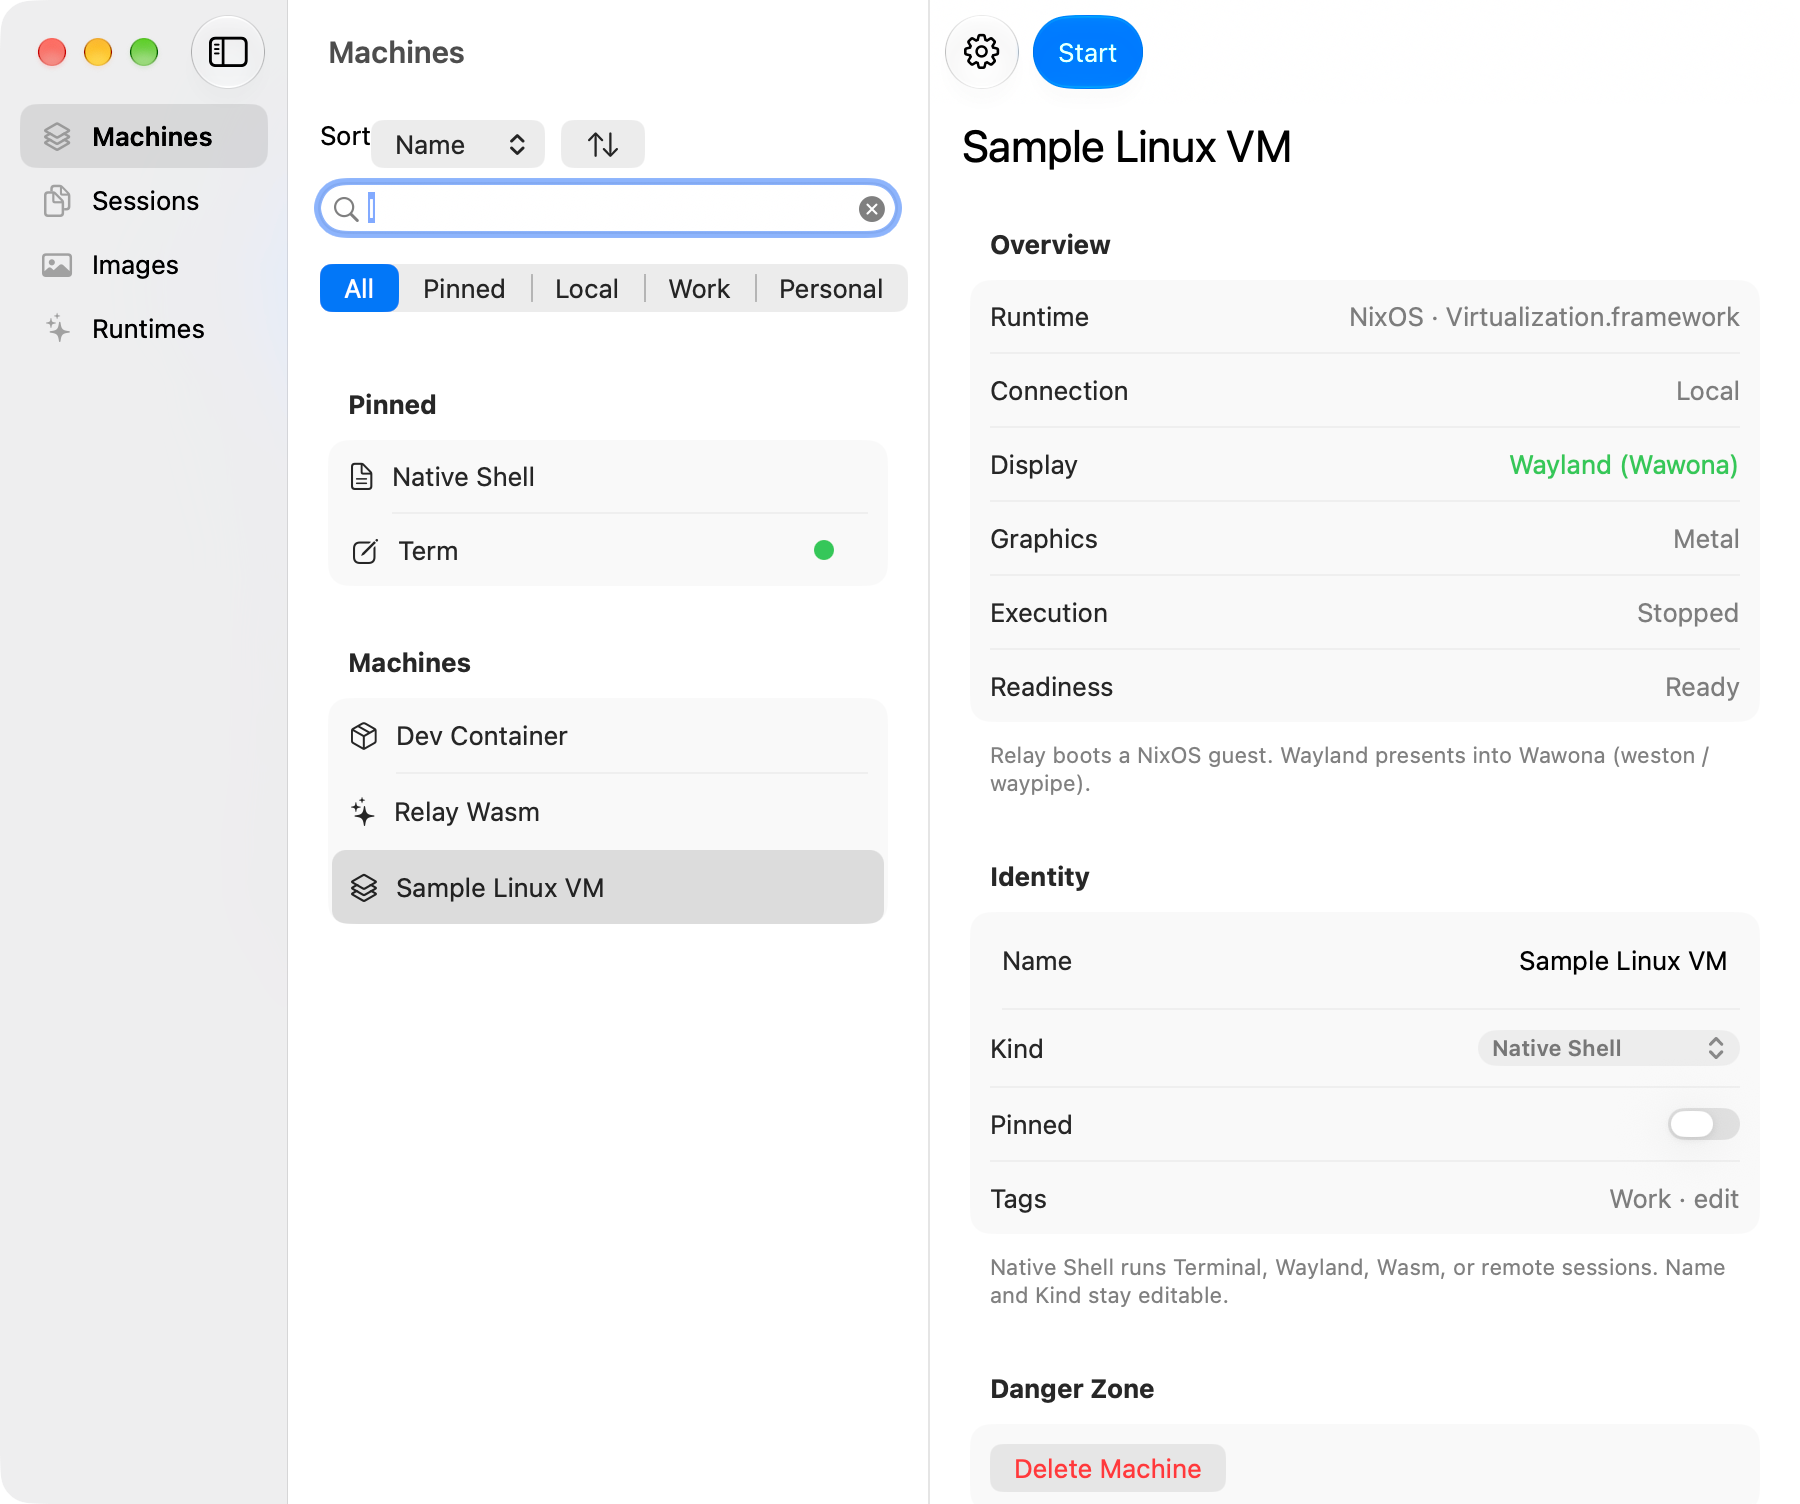 Machines
Sessions
Images
Runtimes
Machines
Sort
Name
All
Pinned
Local
Work
Personal
Pinned
Native Shell
Term
Machines
Dev Container
Relay Wasm
Sample Linux VM
Start
Sample Linux VM
Overview
Runtime
NixOS · Virtualization.framework
Connection
Local
Display
Wayland (Wawona)
Graphics
Metal
Execution
Stopped
Readiness
Ready
Relay boots a NixOS guest. Wayland presents into Wawona (weston /
waypipe).
Identity
Name
Sample Linux VM
Kind
Native Shell
Pinned
Tags
Work · edit
Native Shell runs Terminal, Wayland, Wasm, or remote sessions. Name
and Kind stay editable.
Danger Zone
Delete Machine